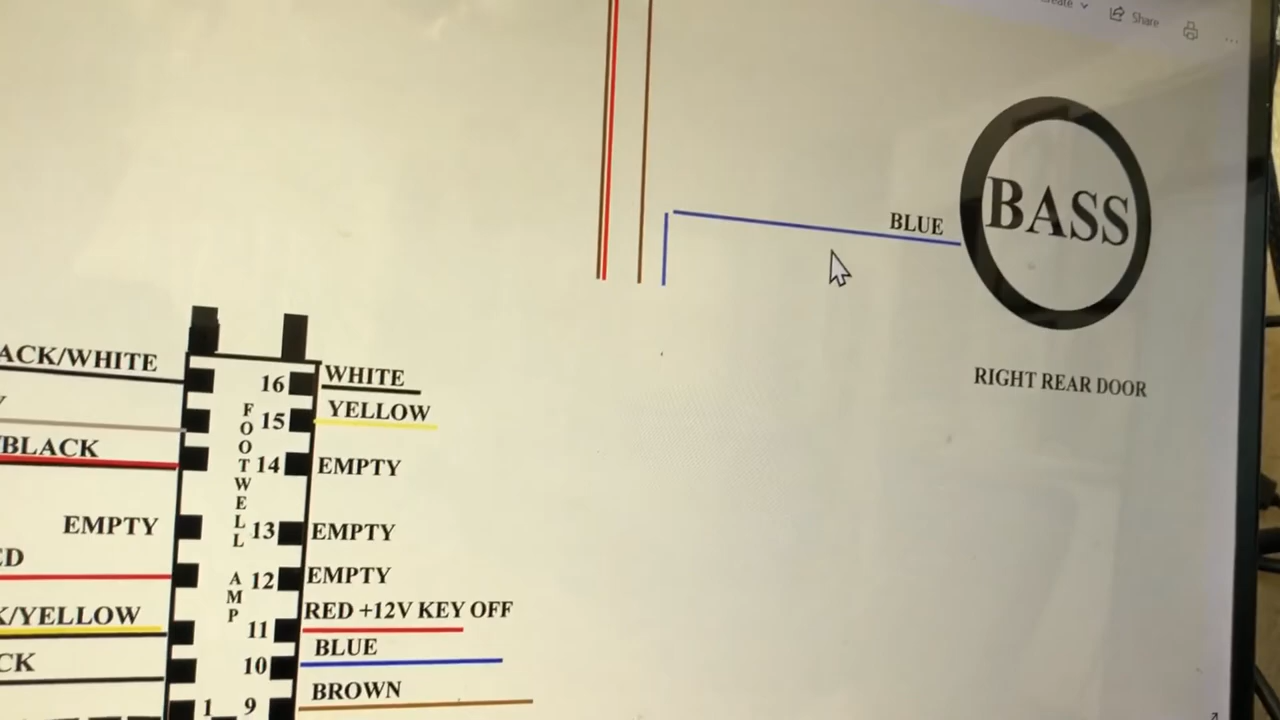 Share
...
BLUE
BASS
RIGHT REAR DOOR
ACK/WHITE
16
WHITE
15
YELLOW
/BLACK
14
EMPTY
FOOTWELL
EMPTY
13
EMPTY
ED
12
EMPTY
AMP
K/YELLOW
11
RED +12V KEY OFF
CK
10
BLUE
1
9
BROWN